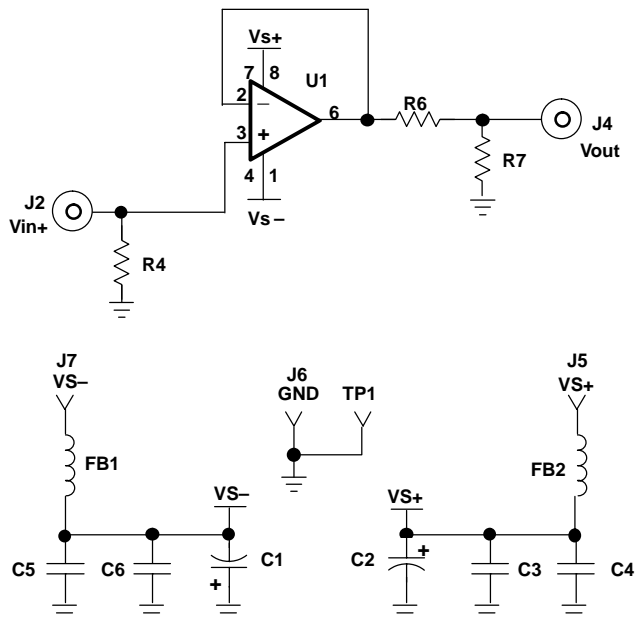 Vs+
7 8
U1
2 −
6
R6
3 +
J4
Vout
R7
4 1
Vs−
J2
Vin+
R4
J7
VS−
J6
GND
TP1
J5
VS+
FB1
FB2
VS−
VS+
C5
C6
C1
+
C2
+
C3
C4